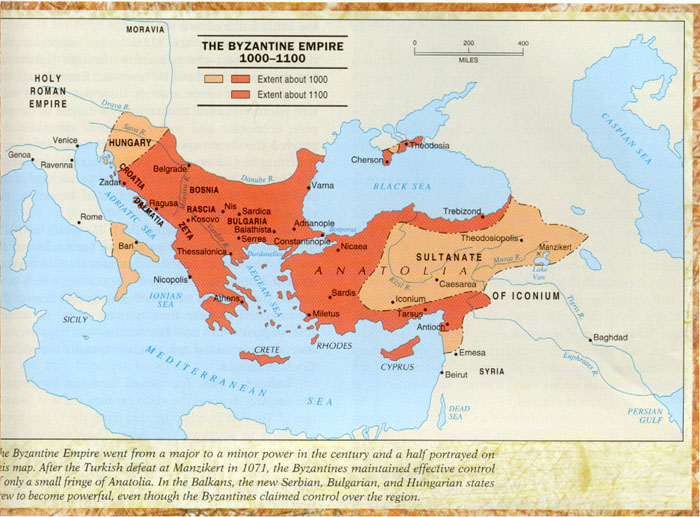 MORAVIA
THE BYZANTINE EMPIRE
1000–1100
Extent about 1000
Extent about 1100
0 200 400
MILES
HOLY
ROMAN
EMPIRE
Drava R.
Sava R.
HUNGARY
Venice
Genoa
Ravenna
CROATIA
Zadar
Belgrade
BOSNIA
Danube R.
Varna
Cherson
Theodosia
BLACK SEA
CASPIAN SEA
DALMATIA
Ragusa
RASCIA
Nis
Sardica
Kosovo
BULGARIA
ZETA
Balathista
Adrianople
Serres
Constantinople
Bosporus
Rome
ADRIATIC SEA
Bari
Thessalonica
Dardanelles
Nicaea
Trebizond
Theodosiopolis
Manzikert
SULTANATE
OF ICONIUM
Murat R.
Lake
Van
ANATOLIA
Kizil R.
Caesarea
Nicopolis
IONIAN
SEA
AEGEAN SEA
Athens
Sardis
Miletus
Iconium
Tarsus
Antioch
Tigris R.
SICILY
CRETE
RHODES
CYPRUS
Emesa
Baghdad
Euphrates R.
Beirut
SYRIA
MEDITERRANEAN
SEA
DEAD
SEA
PERSIAN
GULF
he Byzantine Empire went from a major to a minor power in the century and a half portrayed on
is map. After the Turkish defeat at Manzikert in 1071, the Byzantines maintained effective control
f only a small fringe of Anatolia. In the Balkans, the new Serbian, Bulgarian, and Hungarian states
ew to become powerful, even though the Byzantines claimed control over the region.